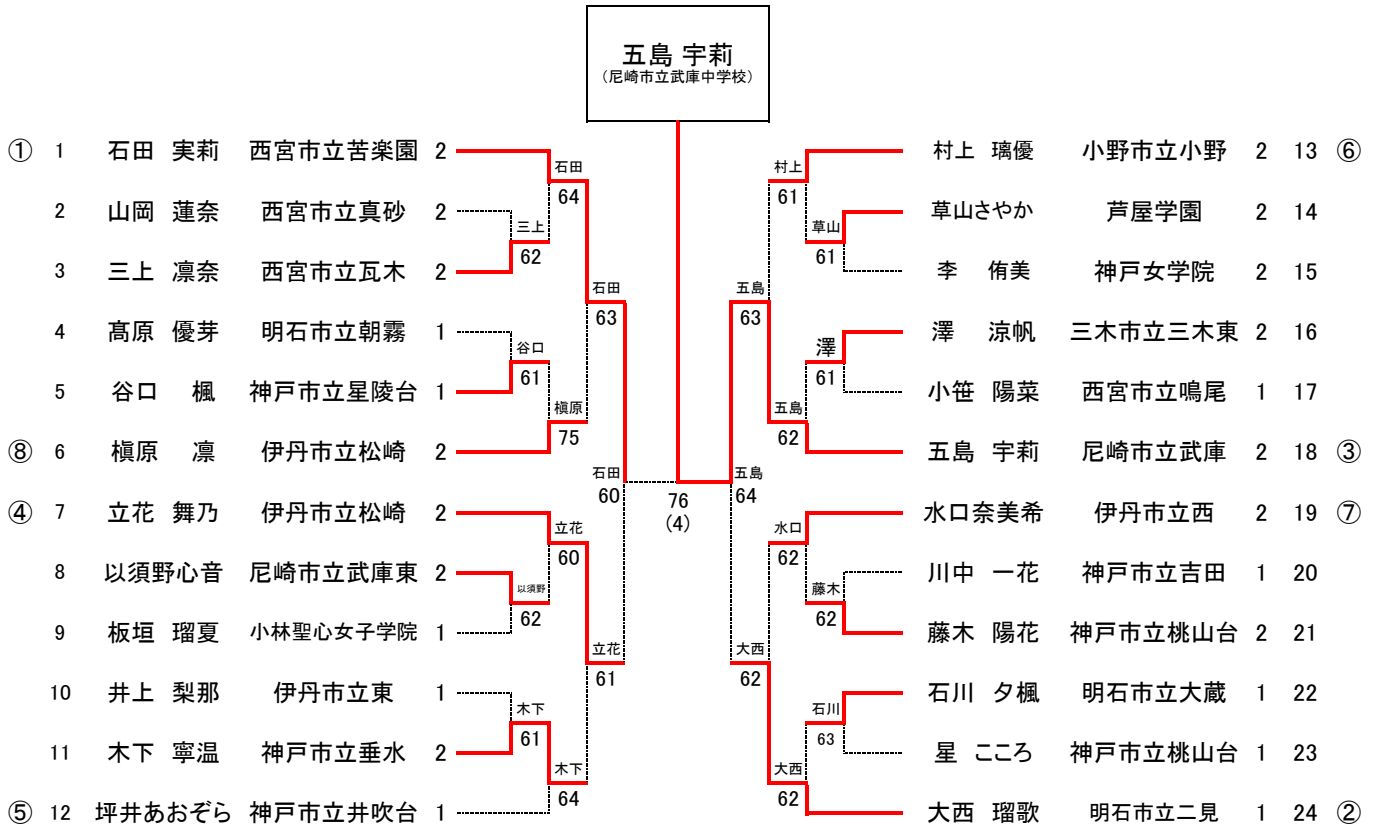 五島 宇莉
（尼崎市立武庫中学校）
① 1 石田 実莉 西宮市立苦楽園 2
石田
64
2 山岡 蓮奈 西宮市立真砂 2
三上
62
3 三上 凛奈 西宮市立瓦木 2
石田
63
4 髙原 優芽 明石市立朝霧 1
谷口
61
5 谷口 楓 神戸市立星陵台 1
槇原
75
⑧ 6 槇原 凛 伊丹市立松崎 2
石田
60
④ 7 立花 舞乃 伊丹市立松崎 2
立花
60
8 以須野心音 尼崎市立武庫東 2
以須野
62
9 板垣 瑠夏 小林聖心女子学院 1
立花
61
10 井上 梨那 伊丹市立東 1
木下
61
11 木下 寧温 神戸市立垂水 2
木下
64
⑤ 12 坪井あおぞら 神戸市立井吹台 1
76
(4)
村上 璃優 小野市立小野 2 13 ⑥
村上
61
草山さやか 芦屋学園 2 14
草山
61
李 侑美 神戸女学院 2 15
五島
63
澤 涼帆 三木市立三木東 2 16
澤
61
小笹 陽菜 西宮市立鳴尾 1 17
五島
62
五島 宇莉 尼崎市立武庫 2 18 ③
五島
64
水口奈美希 伊丹市立西 2 19 ⑦
水口
62
川中 一花 神戸市立吉田 1 20
藤木
62
藤木 陽花 神戸市立桃山台 2 21
大西
62
石川 夕楓 明石市立大蔵 1 22
石川
63
星 こころ 神戸市立桃山台 1 23
大西
62
大西 瑠歌 明石市立二見 1 24 ②